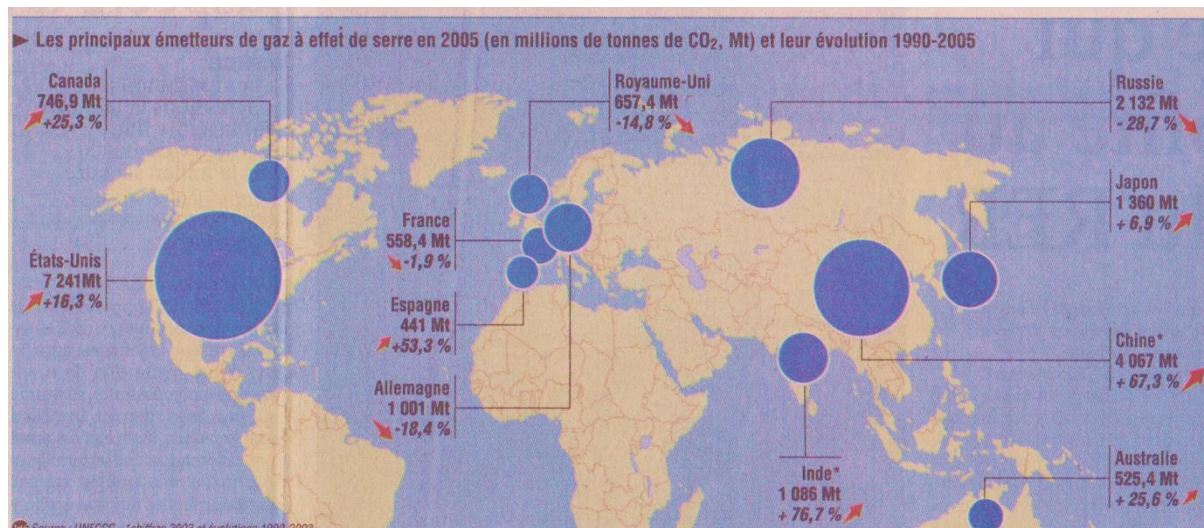 Les principaux émetteurs de gaz à effet de serre en 2005 (en millions de tonnes de CO₂, Mt) et leur évolution 1990-2005
Canada
746,9 Mt
+25,3 %
Royaume-Uni
657,4 Mt
-14,8 %
Russie
2 132 Mt
- 28,7 %
Japon
1 360 Mt
+ 6,9 %
France
558,4 Mt
-1,9 %
États-Unis
7 241Mt
+16,3 %
Espagne
441 Mt
+53,3 %
Chine*
4 067 Mt
+ 67,3 %
Allemagne
1 001 Mt
-18,4 %
Inde*
1 086 Mt
+ 76,7 %
Australie
525,4 Mt
+ 25,6 %
Source : UNFCCC